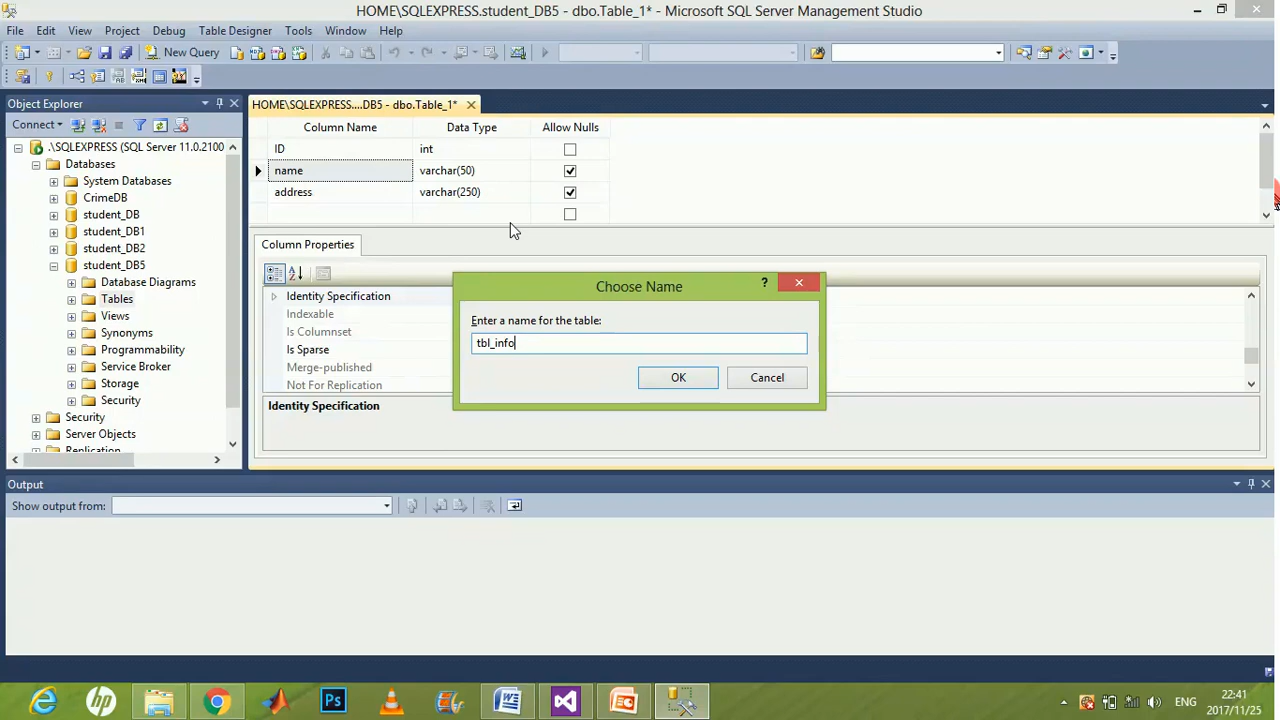 HOME\SQLEXPRESS.student_DB5 - dbo.Table_1* - Microsoft SQL Server Management Studio
File Edit View Project Debug Table Designer Tools Window Help
New Query
Object Explorer
HOME\SQLEXPRESS....DB5 - dbo.Table_1*
Connect
.\SQLEXPRESS (SQL Server 11.0.2100
Databases
System Databases
CrimeDB
student_DB
student_DB1
student_DB2
student_DB5
Database Diagrams
Tables
Views
Synonyms
Programmability
Service Broker
Storage
Security
Security
Server Objects
Replication
Column Name Data Type Allow Nulls
ID int
name varchar(50)
address varchar(250)
Column Properties
Identity Specification
Indexable
Is Columnset
Is Sparse
Merge-published
Not For Replication
Identity Specification
Choose Name
?
Enter a name for the table:
tbl_info
OK Cancel
Output
Show output from:
hp
Ps
ENG
22:41
2017/11/25